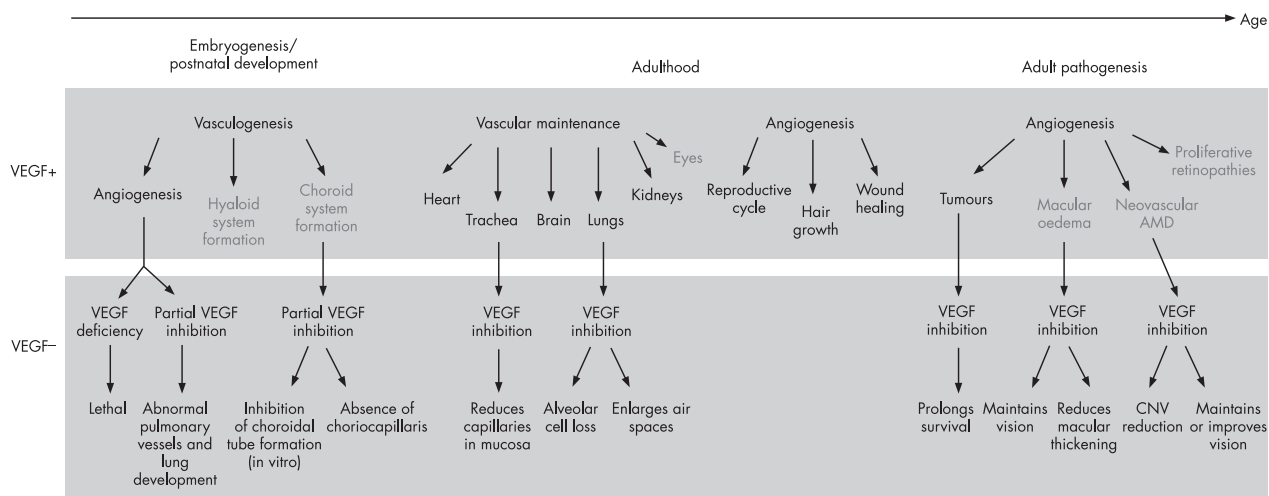 Age
Embryogenesis/
postnatal development
Adulthood
Adult pathogenesis
VEGF+
Vasculogenesis
Angiogenesis
Hyaloid
system
formation
Choroid
system
formation
Vascular maintenance
Heart
Trachea
Brain
Lungs
Kidneys
Eyes
Angiogenesis
Reproductive
cycle
Hair
growth
Wound
healing
Angiogenesis
Tumours
Macular
oedema
Neovascular
AMD
Proliferative
retinopathies
VEGF–
VEGF
deficiency
Partial VEGF
inhibition
Partial VEGF
inhibition
VEGF
inhibition
VEGF
inhibition
VEGF
inhibition
VEGF
inhibition
VEGF
inhibition
Lethal
Abnormal
pulmonary
vessels and
lung
development
Inhibition
of choroidal
tube formation
(in vitro)
Absence of
choriocapillaris
Reduces
capillaries
in mucosa
Alveolar
cell loss
Enlarges air
spaces
Prolongs
survival
Maintains
vision
Reduces
macular
thickening
CNV
reduction
Maintains
or improves
vision